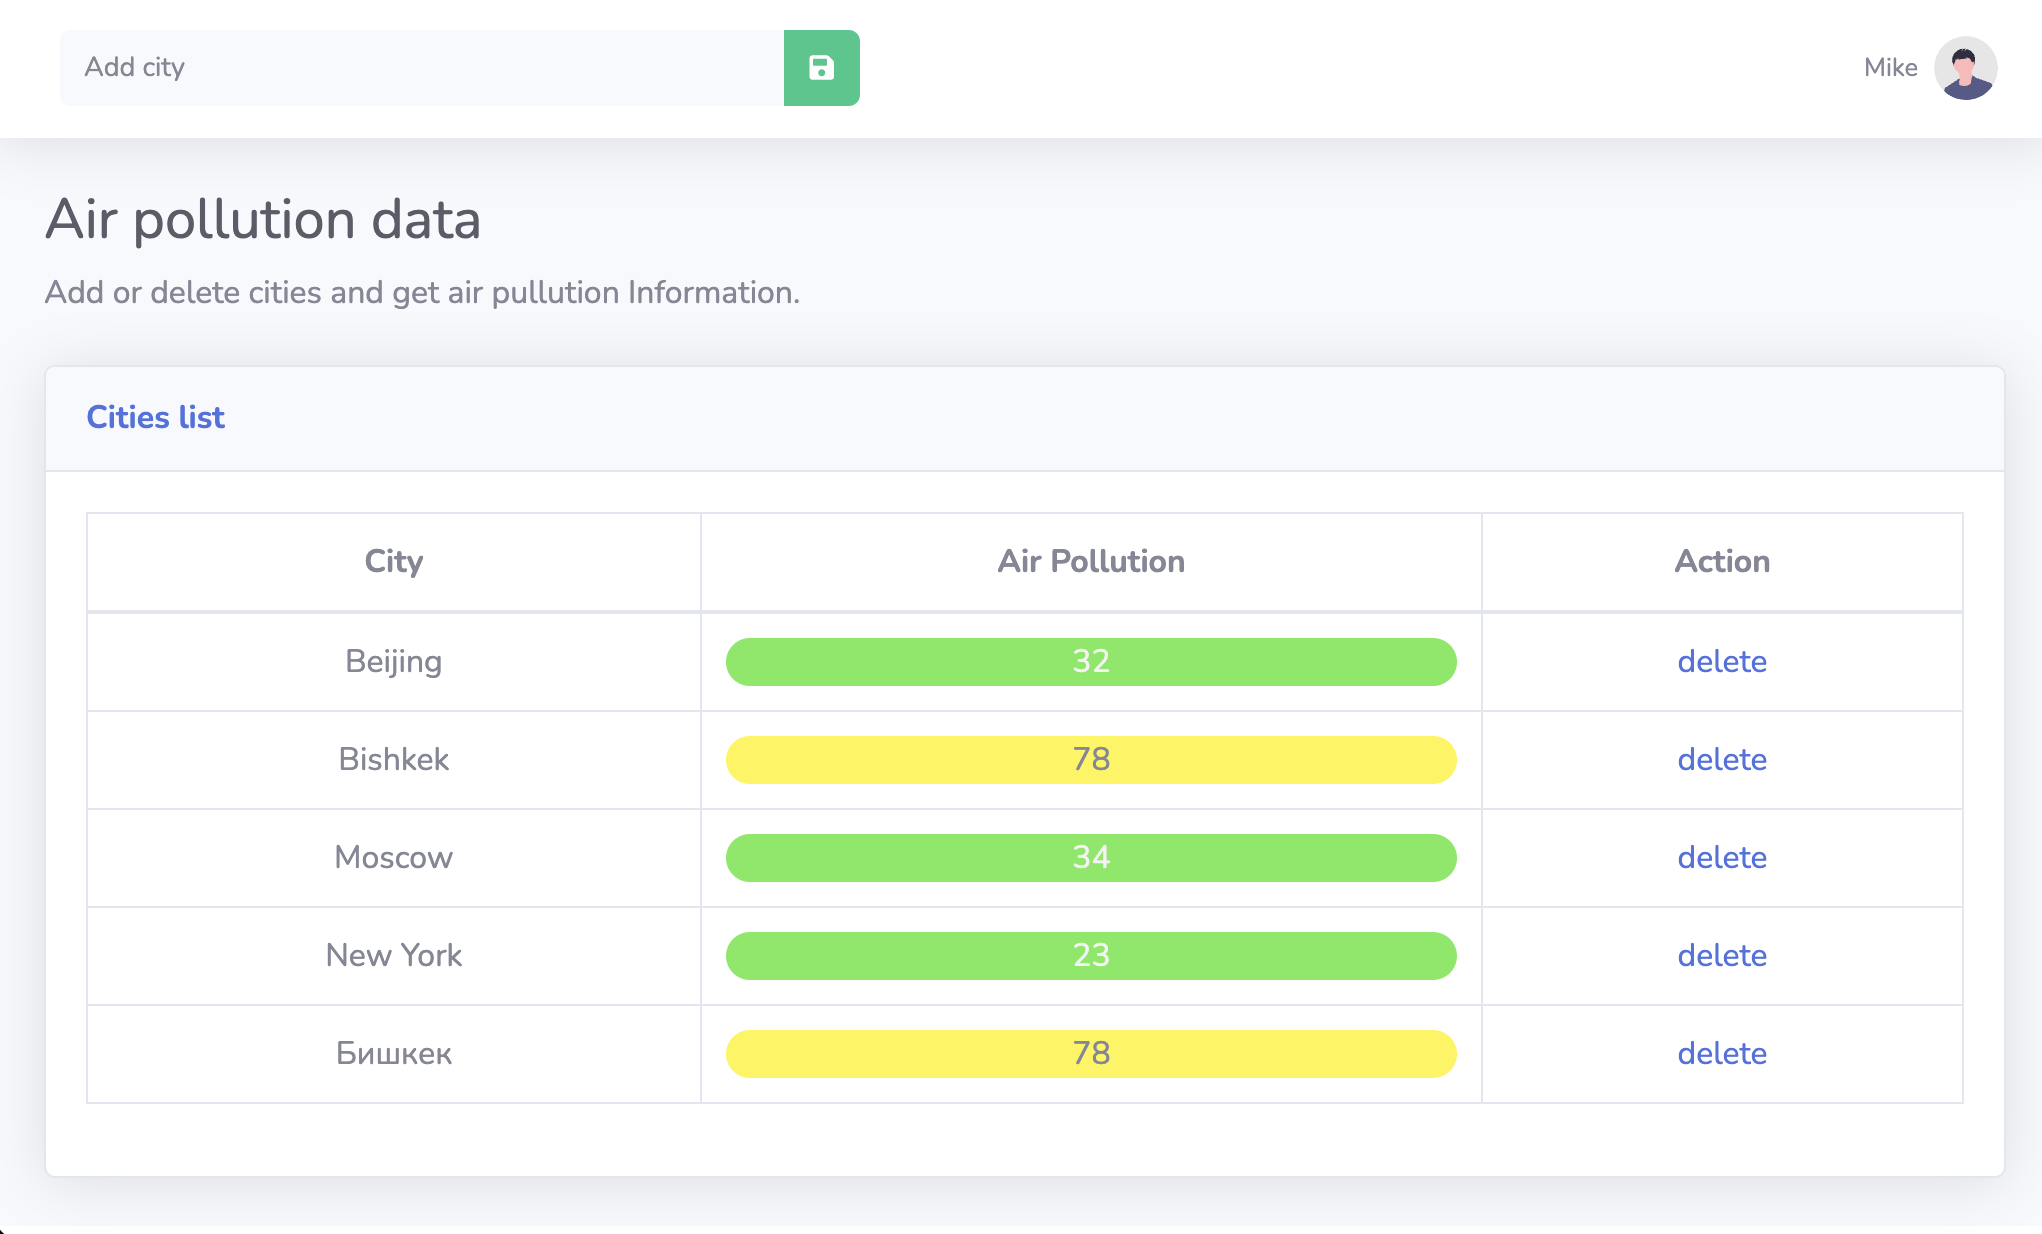 Add city
Mike
Air pollution data
Add or delete cities and get air pullution Information.
Cities list
City Air Pollution Action
Beijing 32 delete
Bishkek 78 delete
Moscow 34 delete
New York 23 delete
Бишкек 78 delete